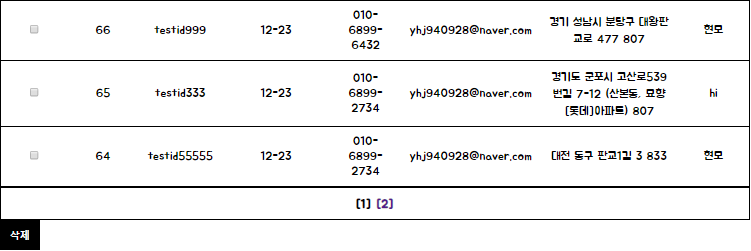 66 testid999 12-23 010-6899-6432 yhj940928@naver.com 경기 성남시 분당구 대왕판교로 477 807 현모
65 testid333 12-23 010-6899-2734 yhj940928@naver.com 경기도 군포시 고산로539번길 7-12 (산본동, 묘향[롯데]아파트) 807 hi
64 testid55555 12-23 010-6899-2734 yhj940928@naver.com 대전 동구 판교1길 3 833 현모
[1] [2]
삭제